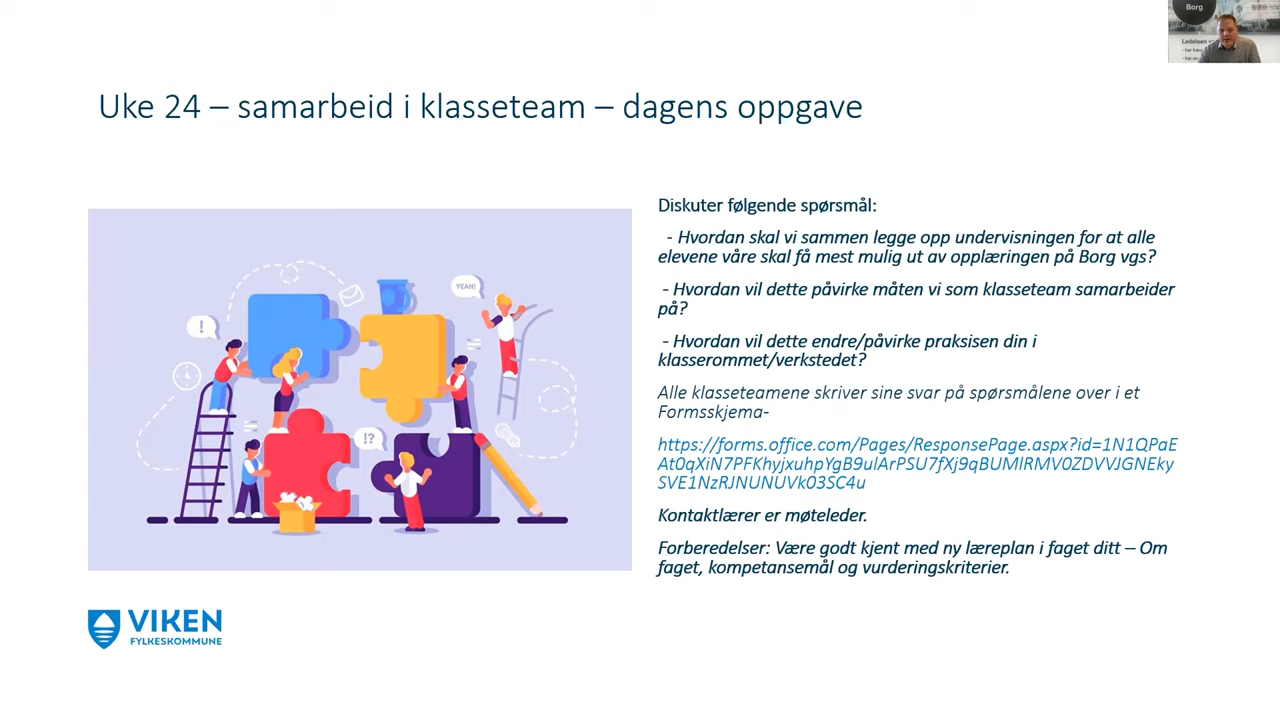 Borg
Ledelsen
Uke 24 – samarbeid i klasseteam – dagens oppgave
Diskuter følgende spørsmål:
- Hvordan skal vi sammen legge opp undervisningen for at alle
elevene våre skal få mest mulig ut av opplæringen på Borg vgs?
- Hvordan vil dette påvirke måten vi som klasseteam samarbeider
på?
- Hvordan vil dette endre/påvirke praksisen din i
klasserommet/verkstedet?
Alle klasseteamene skriver sine svar på spørsmålene over i et
Formsskjema-
https://forms.office.com/Pages/ResponsePage.aspx?id=1N1QPaE
At0qXiN7PFKhyjxuhpYgB9ulArPSU7fXj9qBUMlRMV0ZDVVJGNEky
SVE1NzRJNUNUVk03SC4u
Kontaktlærer er møteleder.
Forberedelser: Være godt kjent med ny læreplan i faget ditt – Om
faget, kompetansemål og vurderingskriterier.
!
YEAH!
!?
VIKEN
FYLKESKOMMUNE